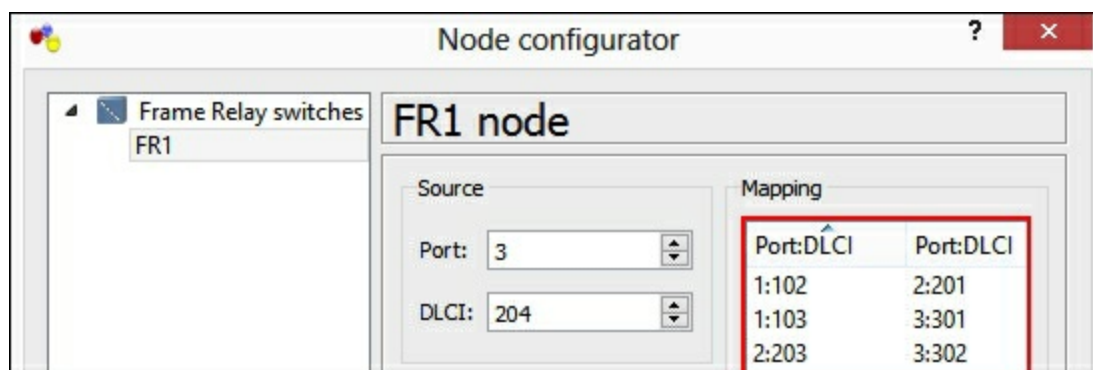 Node configurator ?
Frame Relay switches
FR1
FR1 node
Source
Port: 3
DLCI: 204
Mapping
Port:DLCI Port:DLCI
1:102 2:201
1:103 3:301
2:203 3:302